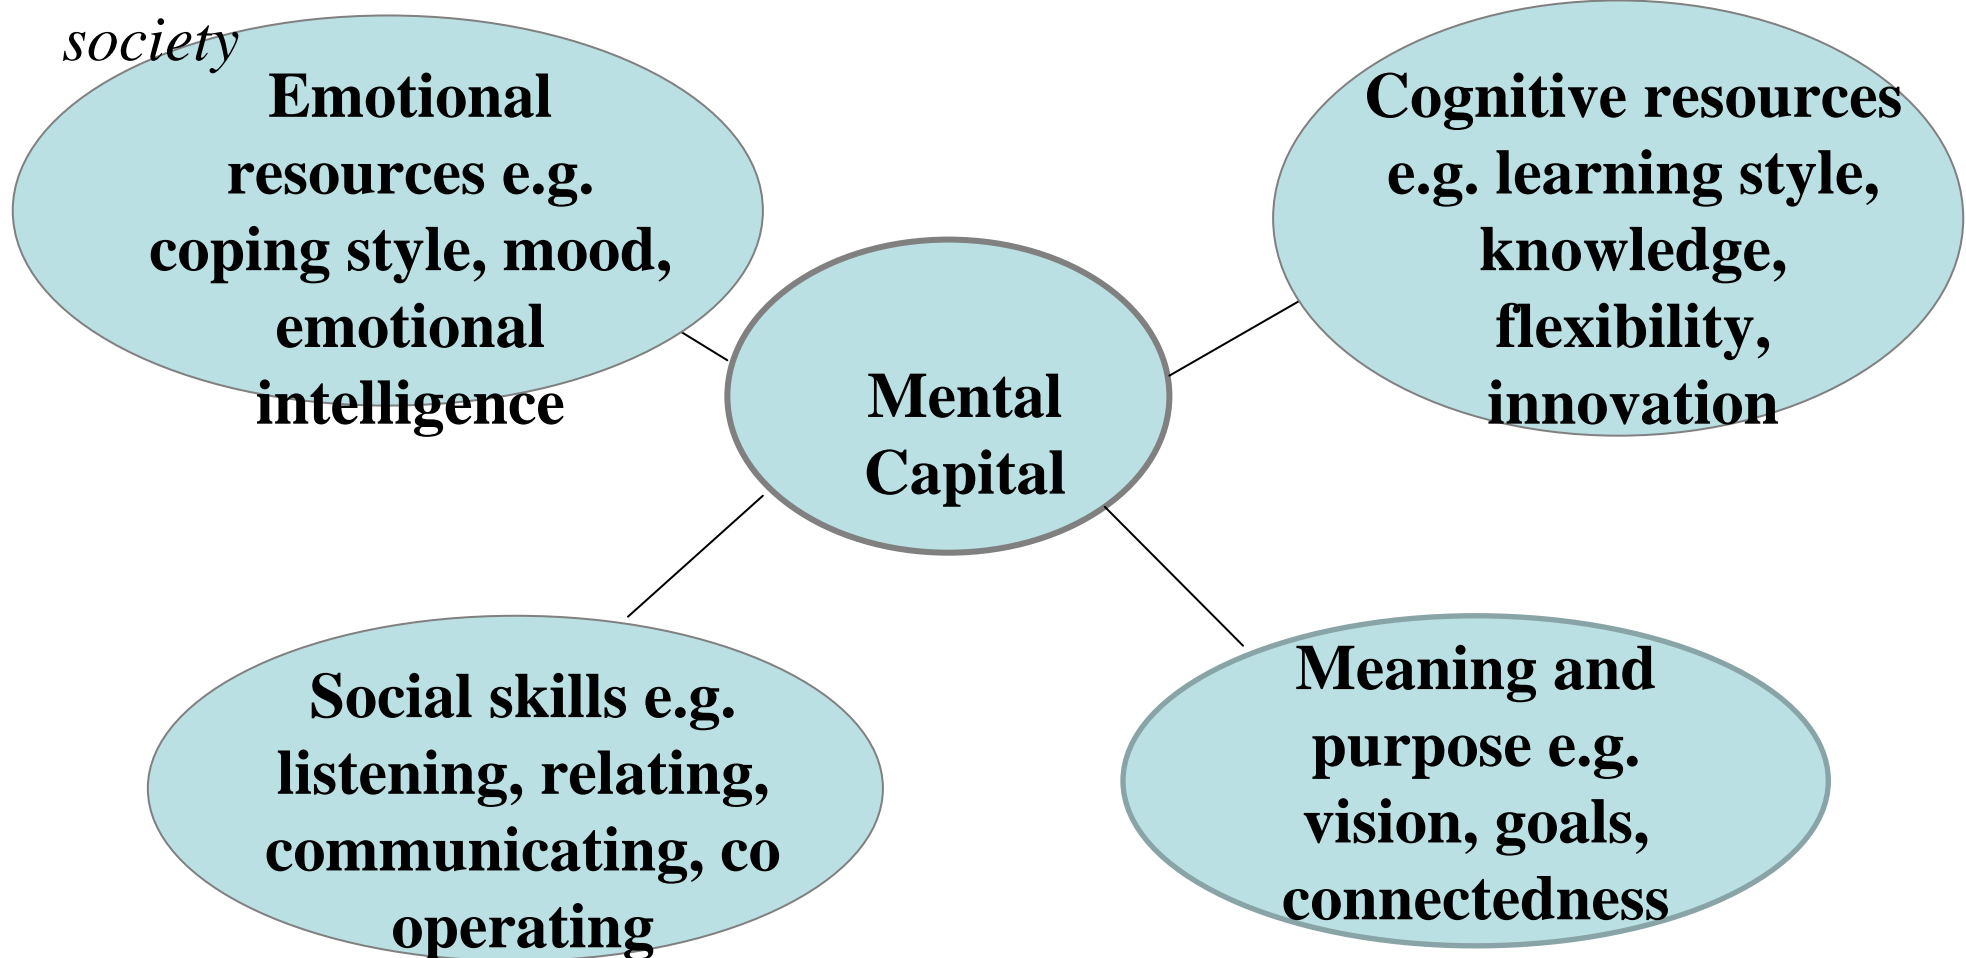 society
Emotional
resources e.g.
coping style, mood,
emotional
intelligence
Cognitive resources
e.g. learning style,
knowledge,
flexibility,
innovation
Mental
Capital
Social skills e.g.
listening, relating,
communicating, co
operating
Meaning and
purpose e.g.
vision, goals,
connectedness